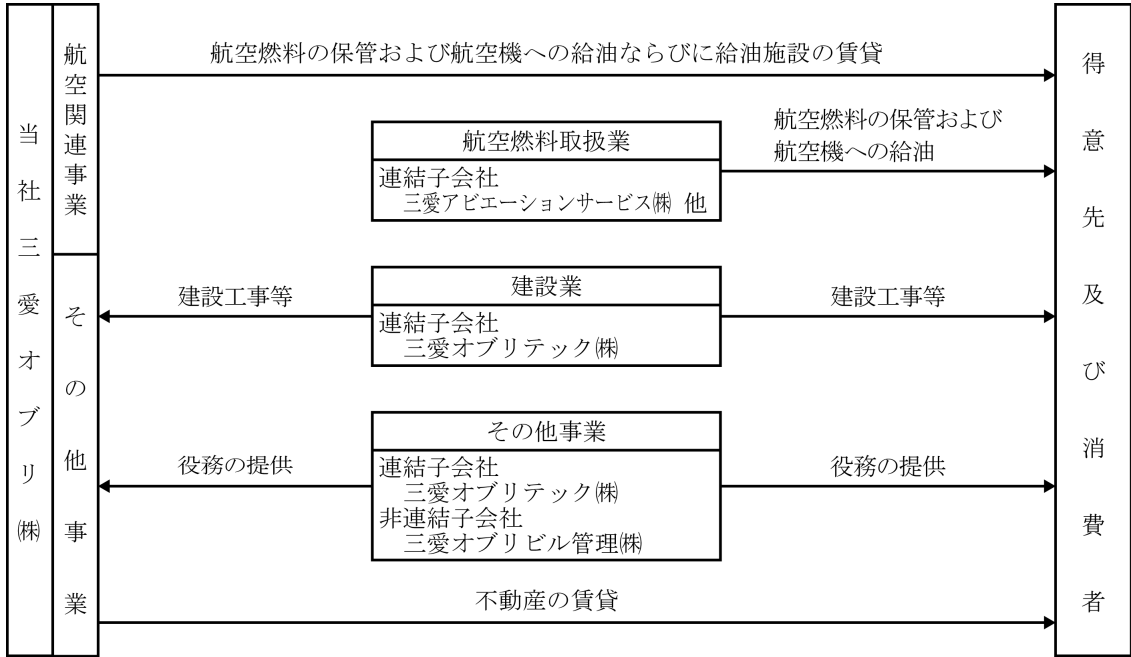 当社三愛オブリ㈱
航空関連事業
航空燃料の保管および航空機への給油ならびに給油施設の賃貸
航空燃料取扱業
連結子会社
三愛アビエーションサービス㈱ 他
航空燃料の保管および
航空機への給油
その他事業
建設工事等
建設業
連結子会社
三愛オブリテック㈱
建設工事等
役務の提供
その他事業
連結子会社
三愛オブリテック㈱
非連結子会社
三愛オブリビル管理㈱
役務の提供
不動産の賃貸
得意先及び消費者